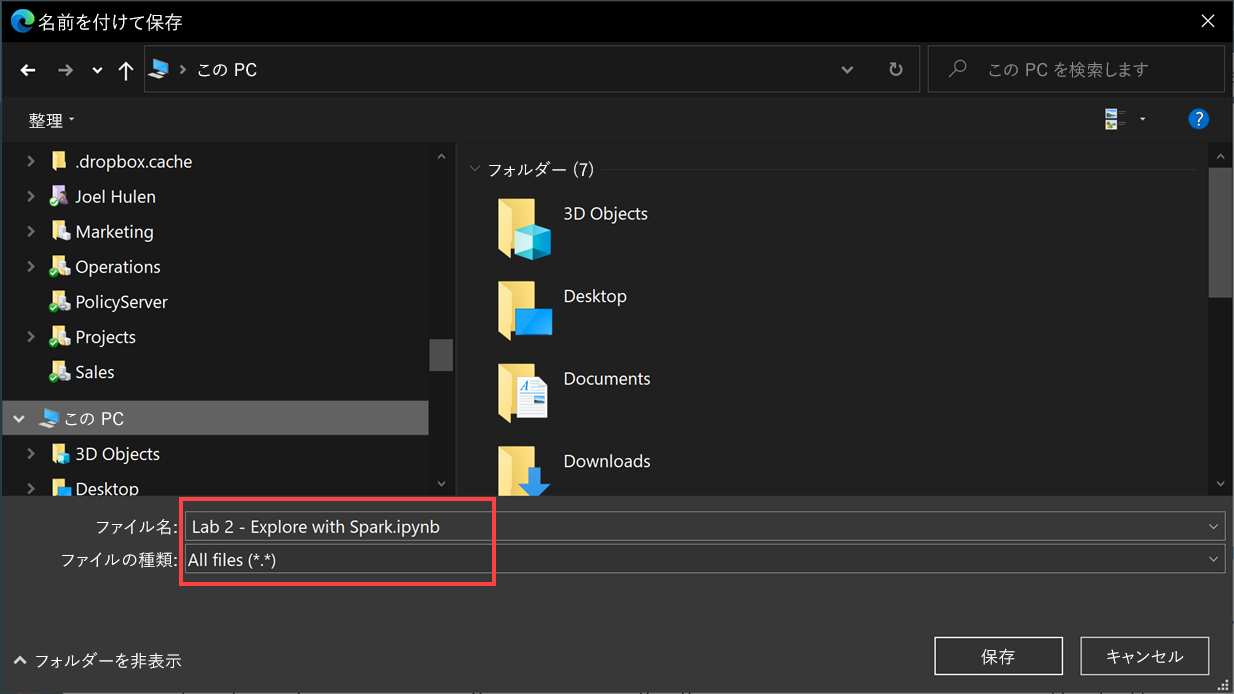 名前を付けて保存
この PC
この PC を検索します
整理
.dropbox.cache
Joel Hulen
Marketing
Operations
PolicyServer
Projects
Sales
この PC
3D Objects
Desktop
フォルダー (7)
3D Objects
Desktop
Documents
Downloads
ファイル名: Lab 2 - Explore with Spark.ipynb
ファイルの種類: All files (*.*)
フォルダーを非表示
保存
キャンセル